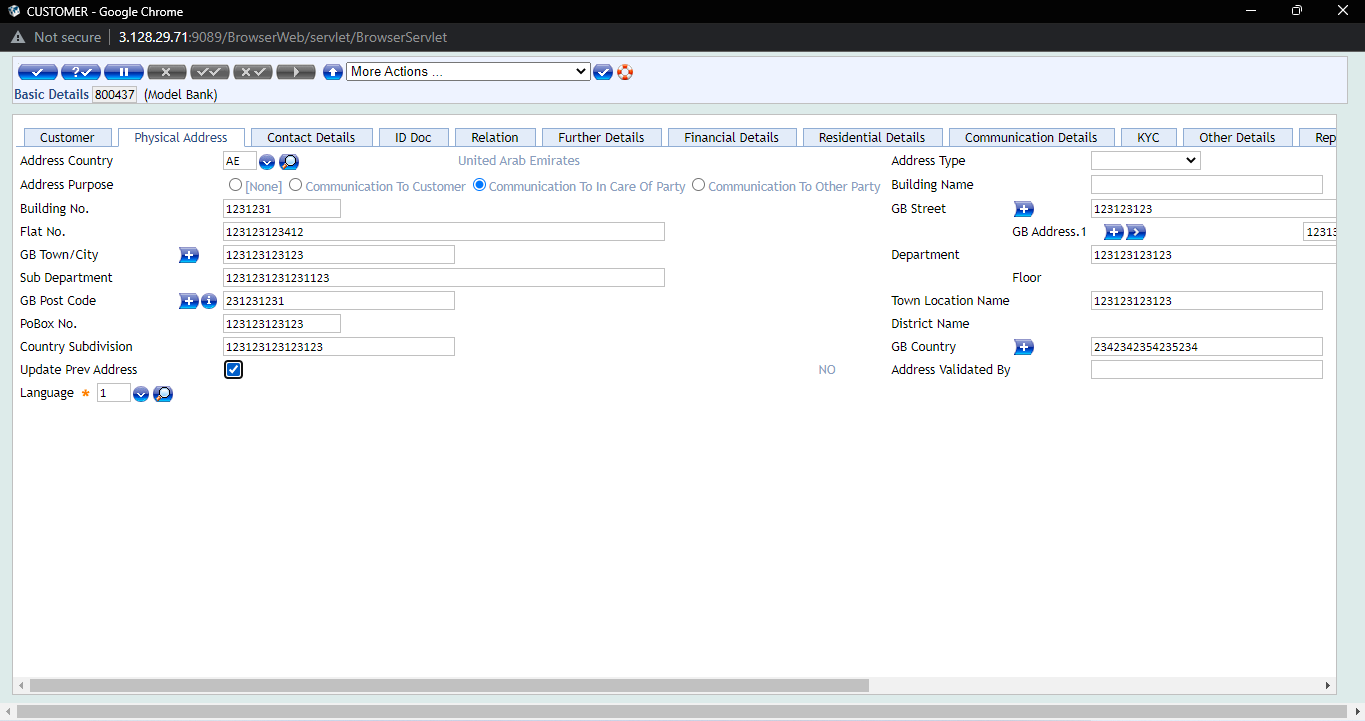 CUSTOMER - Google Chrome
Not secure 3.128.29.71:9089/BrowserWeb/servlet/BrowserServlet
More Actions ...
Basic Details 800437 (Model Bank)
Customer Physical Address Contact Details ID Doc Relation Further Details Financial Details Residential Details Communication Details KYC Other Details Rep
Address Country AE United Arab Emirates Address Type
Address Purpose [None] Communication To Customer Communication To In Care Of Party Communication To Other Party Building Name
Building No. 1231231 GB Street 123123123
Flat No. 123123123412 GB Address.1 12313
GB Town/City 123123123123 Department 123123123123
Sub Department 1231231231231123 Floor
GB Post Code 231231231 Town Location Name 123123123123
PoBox No. 123123123123 District Name
Country Subdivision 123123123123123 GB Country 2342342354235234
Update Prev Address NO Address Validated By
Language * 1